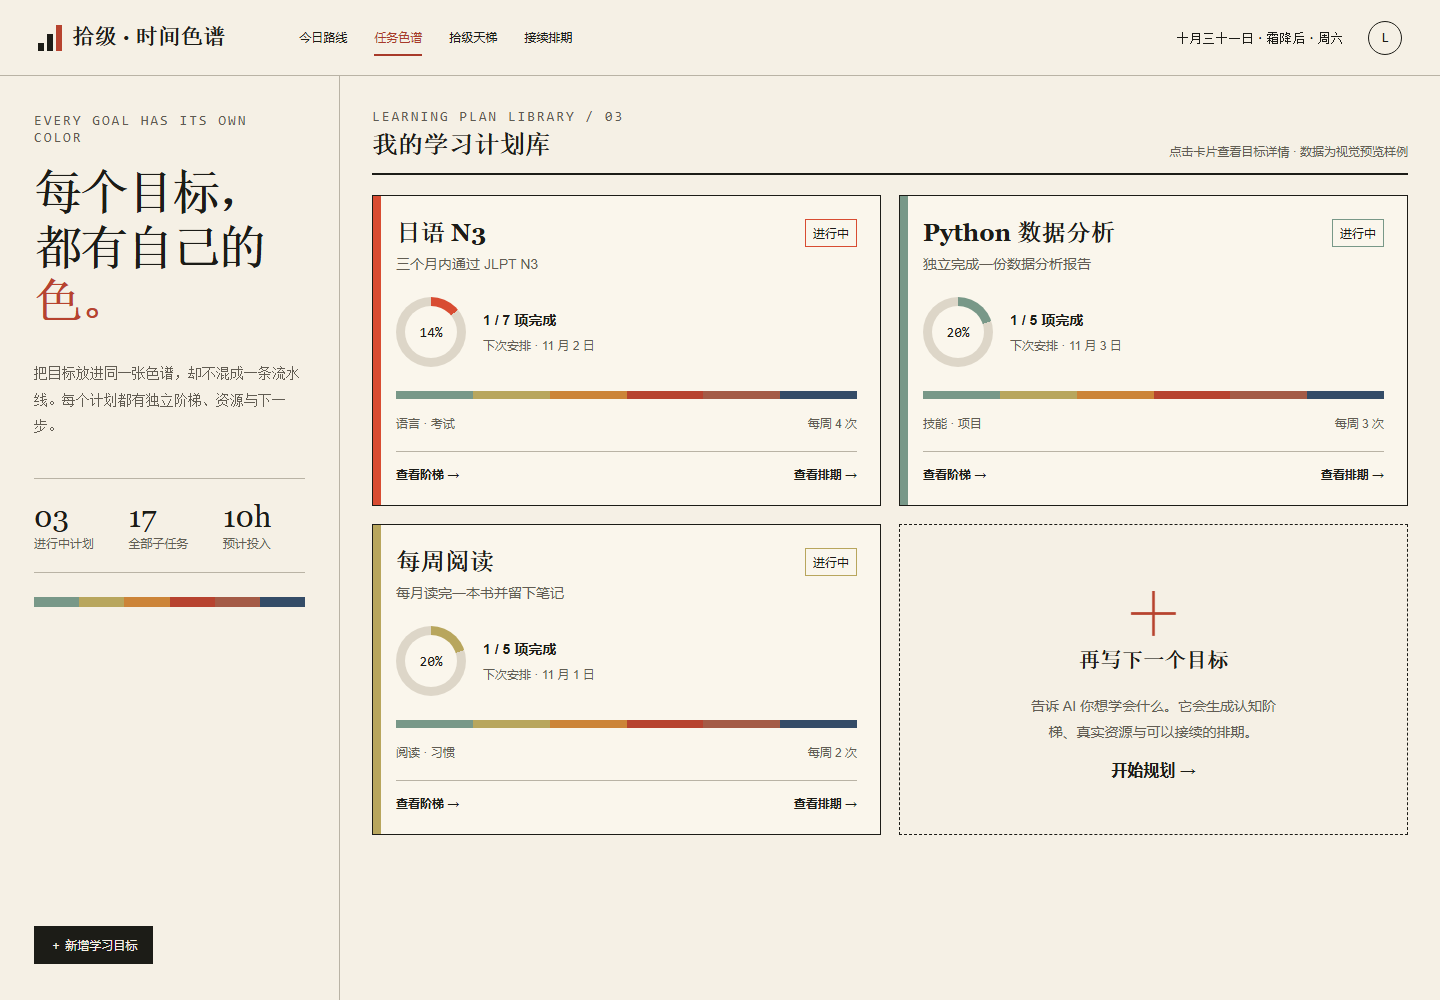 拾级 · 时间色谱
今日路线 任务色谱 拾级天梯 接续排期
十月三十一日 · 霜降后 · 周六
L
EVERY GOAL HAS ITS OWN
COLOR
每个目标，
都有自己的
色。
把目标放进同一张色谱，却不混成一条流水
线。每个计划都有独立阶梯、资源与下一
步。
03 17 10h
进行中计划 全部子任务 预计投入
+ 新增学习目标
LEARNING PLAN LIBRARY / 03
我的学习计划库
点击卡片查看目标详情 · 数据为视觉预览样例
日语 N3
进行中
三个月内通过 JLPT N3
14%
1 / 7 项完成
下次安排 · 11 月 2 日
语言 · 考试 每周 4 次
查看阶梯 → 查看排期 →
Python 数据分析
进行中
独立完成一份数据分析报告
20%
1 / 5 项完成
下次安排 · 11 月 3 日
技能 · 项目 每周 3 次
查看阶梯 → 查看排期 →
每周阅读
进行中
每月读完一本书并留下笔记
20%
1 / 5 项完成
下次安排 · 11 月 1 日
阅读 · 习惯 每周 2 次
查看阶梯 → 查看排期 →
再写下一个目标
告诉 AI 你想学会什么。它会生成认知阶
梯、真实资源与可以接续的排期。
开始规划 →